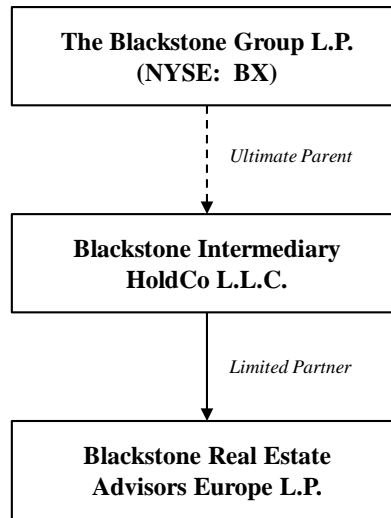 The Blackstone Group L.P.
(NYSE: BX)
Ultimate Parent
Blackstone Intermediary
HoldCo L.L.C.
Limited Partner
Blackstone Real Estate
Advisors Europe L.P.